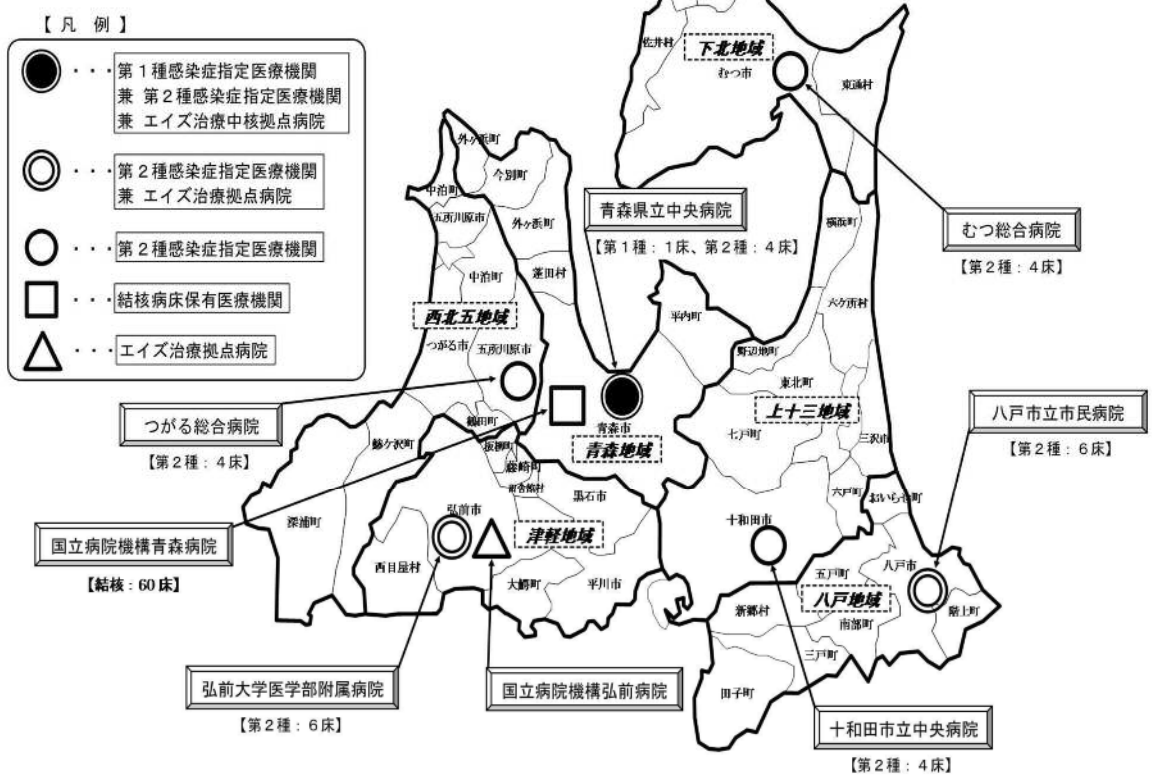 【 凡 例 】
・・・第１種感染症指定医療機関
兼 第２種感染症指定医療機関
兼 エイズ治療中核拠点病院
・・・第２種感染症指定医療機関
兼 エイズ治療拠点病院
・・・第２種感染症指定医療機関
・・・結核病床保有医療機関
・・・エイズ治療拠点病院
佐井村
下北地域
むつ市
東通村
外ヶ浜町
今別町
中泊町
五所川原市
外ヶ浜町
中泊町
蓬田村
青森県立中央病院
【第１種：１床、第２種：４床】
横浜町
むつ総合病院
【第２種：４床】
六ケ所村
平内町
西北五地域
つがる市
五所川原市
野辺地町
東北町
上十三地域
七戸町
三沢市
つがる総合病院
【第２種：４床】
鶴田町
青森市
青森地域
八戸市立市民病院
【第２種：６床】
鰺ケ沢町
板柳町
藤崎町
田舎館村
黒石市
六戸町
おいらせ町
深浦町
弘前市
津軽地域
十和田市
国立病院機構青森病院
【結核：60床】
西目屋村
大鰐町
平川市
五戸町
八戸市
八戸地域
新郷村
南部町
階上町
三戸町
田子町
弘前大学医学部附属病院
【第２種：６床】
国立病院機構弘前病院
十和田市立中央病院
【第２種：４床】